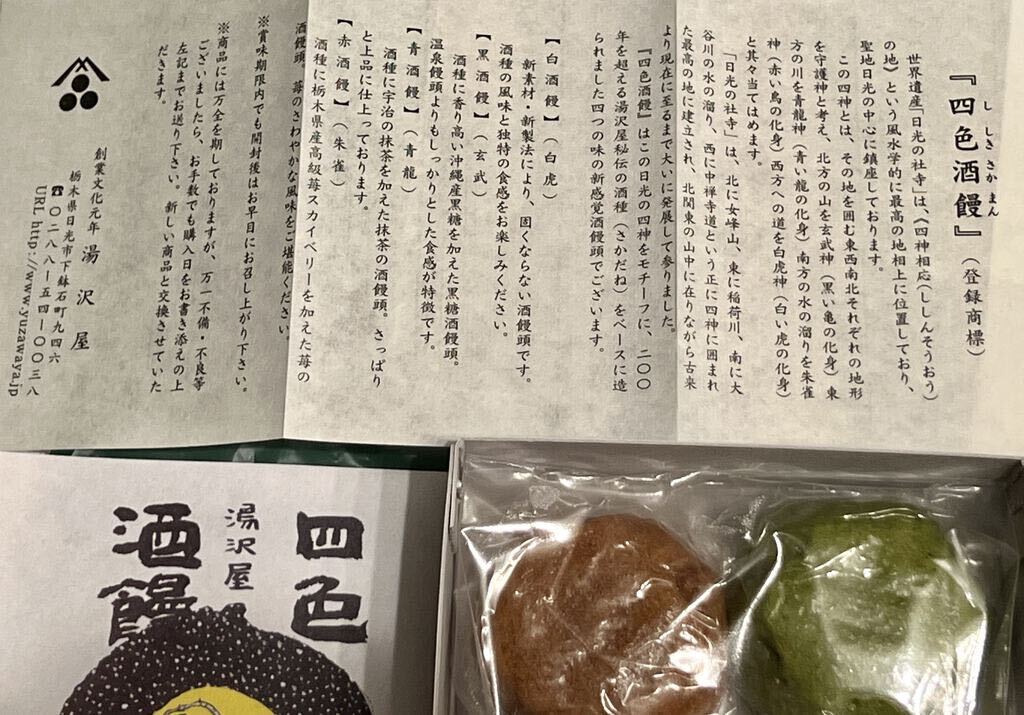 『四色酒饅』（登録商標）
し しきさか まん
世界遺産「日光の社寺」は、《四神相応（ししんそうおう）
の地》という風水学的に最高の地相上に位置しており、
聖地日光の中心に鎮座しております。
この四神とは、その地を囲む東西南北それぞれの地形
を守護神と考え、北方の山を玄武神（黒い亀の化身）東
方の川を青龍神（青い龍の化身）南方の水の溜りを朱雀
神（赤い鳥の化身）西方への道を白虎神（白い虎の化身）
と其々当てはめます。
「日光の社寺」は、北に女峰山、東に稲荷川、南に大
谷川の水の溜り、西に中禅寺道という正に四神に囲まれ
た最高の地に建立され、北関東の山中に在りながら古来
より現在に至るまで大いに発展して参りました。
『四色酒饅』はこの日光の四神をモチーフに、二〇〇
年を超える湯沢屋秘伝の酒種（さかだね）をベースに造
られました四つの味の新感覚酒饅頭でございます。
【白酒饅】（白虎）
新素材・新製法により、固くならない酒饅頭です。
酒種の風味と独特の食感をお楽しみください。
【黒酒饅】（玄武）
酒種に香り高い沖縄産黒糖を加えた黒糖酒饅頭。
温泉饅頭よりもしっかりとした食感が特徴です。
【青酒饅】（青龍）
酒種に宇治の抹茶を加えた抹茶の酒饅頭。さっぱり
と上品に仕上っております。
【赤酒饅】（朱雀）
酒種に栃木県産高級苺スカイベリーを加えた苺の
酒饅頭。苺のさわやかな風味をご堪能ください。
※賞味期限内でも開封後はお早目にお召し上がり下さい。
※商品には万全を期しておりますが、万一不備・不良等
ございましたら、お手数でも購入日をお書き添えの上
左記までお送り下さい。新しい商品と交換させていた
だきます。
創業文化元年 湯沢屋
栃木県日光市下鉢石町九四六
☎〇二八八―五四―〇〇三八
URL http://www.yuzawaya.jp
四色
湯沢屋の
酒饅